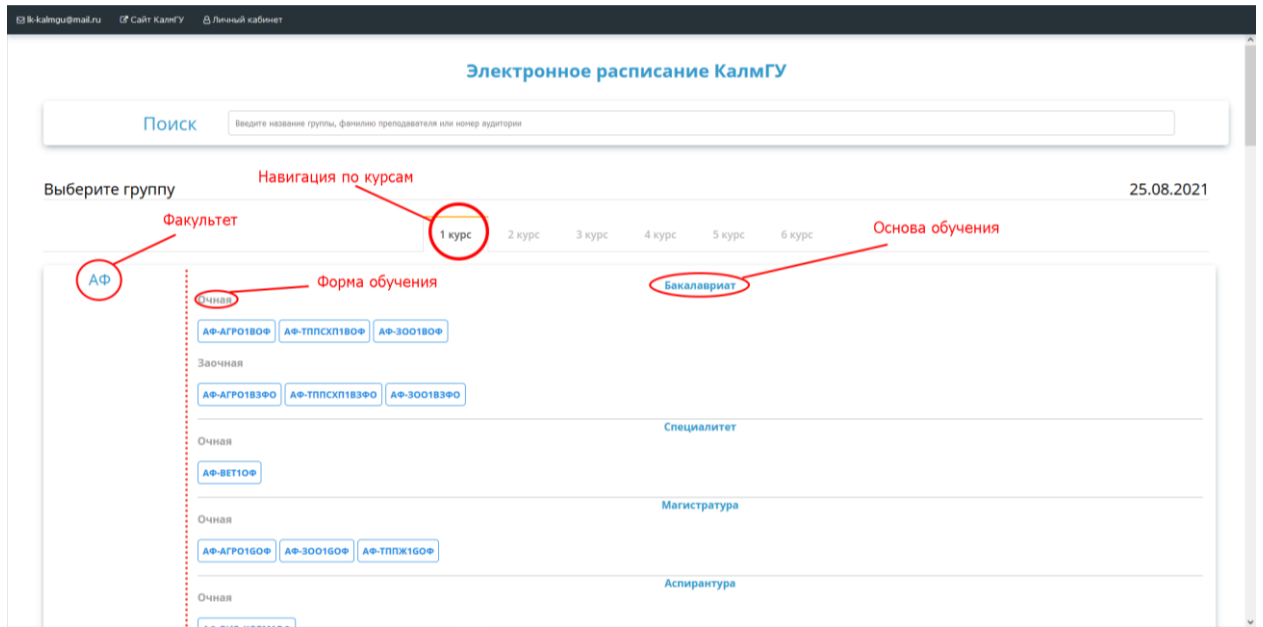 lk-kalmgu@mail.ru Сайт КалмГУ Личный кабинет
Электронное расписание КалмГУ
Поиск Введите название группы, фамилию преподавателя или номер аудитории
Навигация по курсам
Выберите группу 25.08.2021
Факультет Основа обучения
1 курс 2 курс 3 курс 4 курс 5 курс 6 курс
АФ Форма обучения Бакалавриат
Очная
АФ-АГРО1ВОФ АФ-ТППСХП1ВОФ АФ-ЗОО1ВОФ
Заочная
АФ-АГРО1ВЗФО АФ-ТППСХП1ВЗФО АФ-ЗОО1ВЗФО
Специалитет
Очная
АФ-ВЕТ1ОФ
Магистратура
Очная
АФ-АГРО1GОФ АФ-ЗОО1GОФ АФ-ТППЖ1GОФ
Аспирантура
Очная